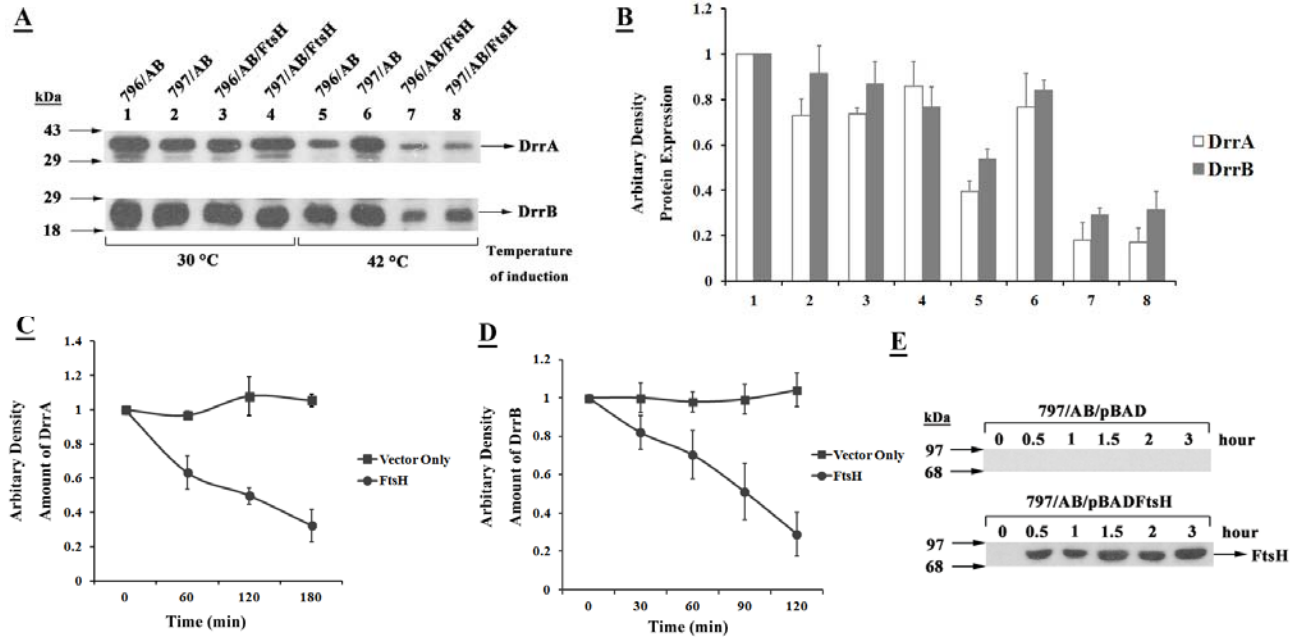 A
796/AB
797/AB
796/AB/FtsH
797/AB/FtsH
796/AB
797/AB
796/AB/FtsH
797/AB/FtsH
kDa
1 2 3 4 5 6 7 8
43
29
DrrA
29
18
DrrB
30 °C
42 °C
Temperature
of induction
B
Arbitary Density
Protein Expression
1
0.8
0.6
0.4
0.2
0
1 2 3 4 5 6 7 8
DrrA
DrrB
C
Arbitary Density
Amount of DrrA
1.4
1.2
1
0.8
0.6
0.4
0.2
0
0 60 120 180
Time (min)
Vector Only
FtsH
D
Arbitary Density
Amount of DrrB
1.2
1
0.8
0.6
0.4
0.2
0
0 30 60 90 120
Time (min)
Vector Only
FtsH
E
797/AB/pBAD
kDa
0 0.5 1 1.5 2 3 hour
97
68
797/AB/pBADFtsH
0 0.5 1 1.5 2 3 hour
97
68
FtsH